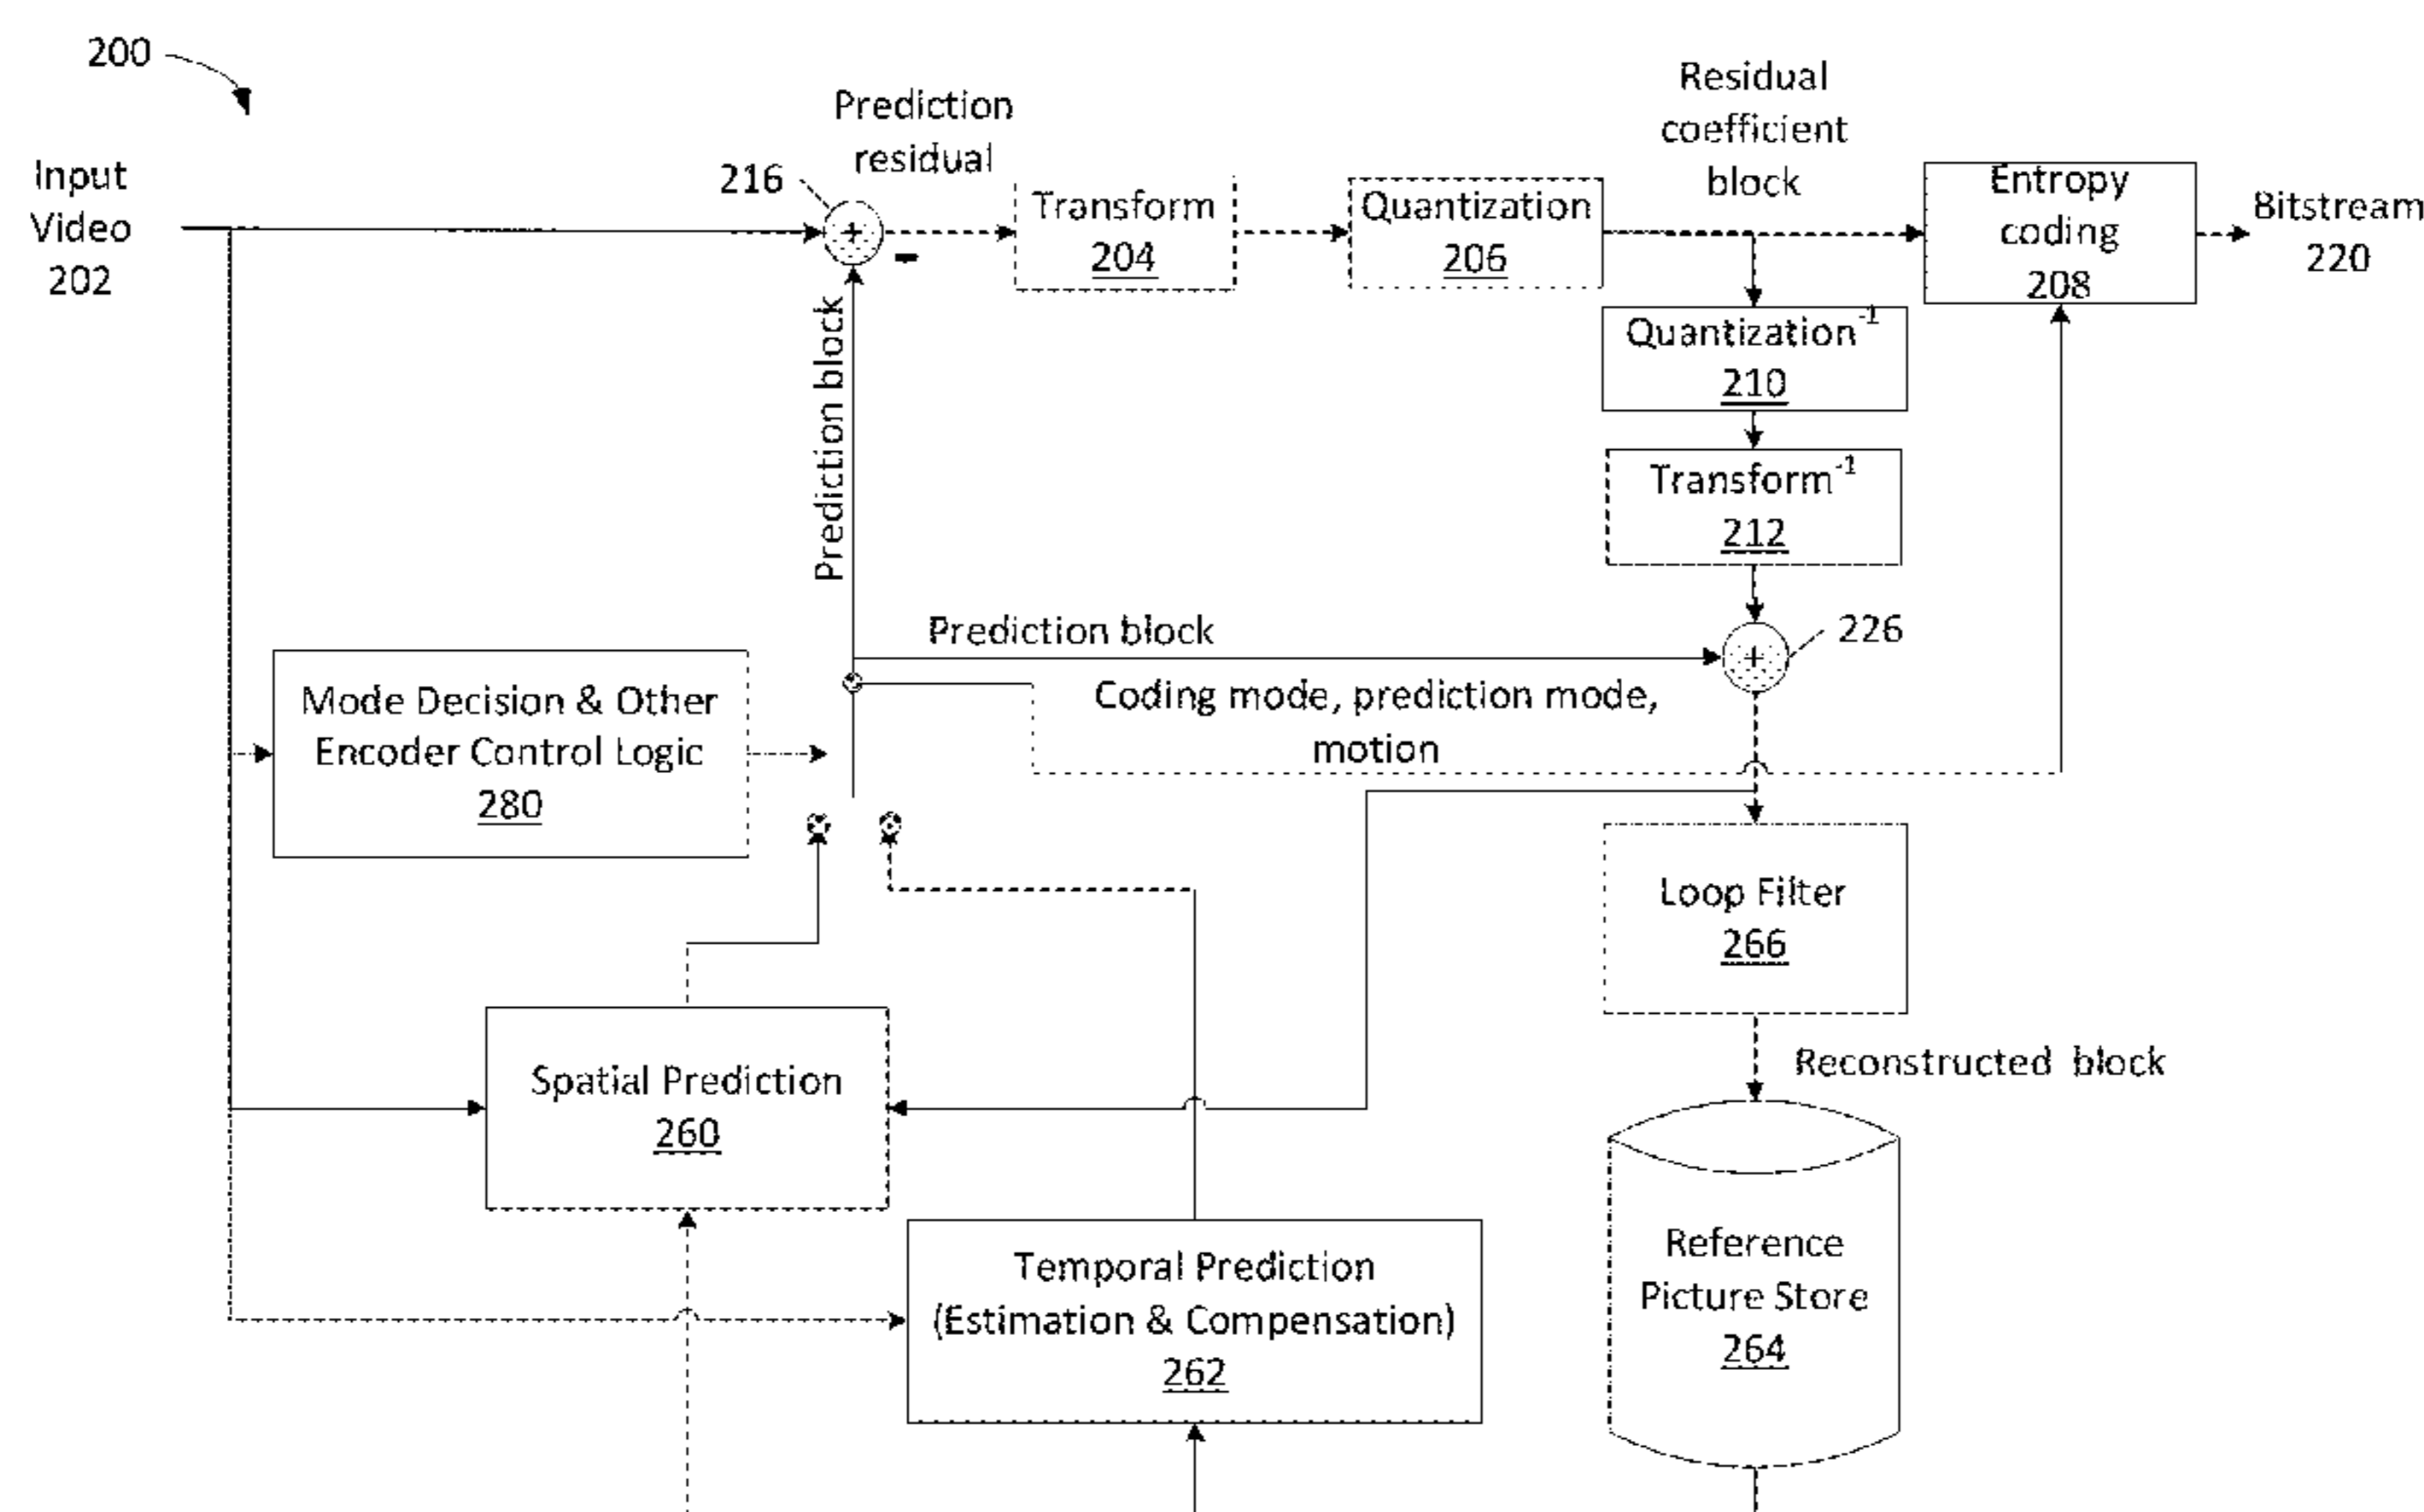 200
Input
Video
202
216
Prediction
residual
Transform
204
Quantization
206
Residual
coefficient
block
Entropy
coding
208
Bitstream
220
Quantization-1
210
Transform-1
212
Prediction block
Prediction block
226
Coding mode, prediction mode,
motion
Mode Decision & Other
Encoder Control Logic
280
Loop Filter
266
Reconstructed block
Spatial Prediction
260
Temporal Prediction
(Estimation & Compensation)
262
Reference
Picture Store
264